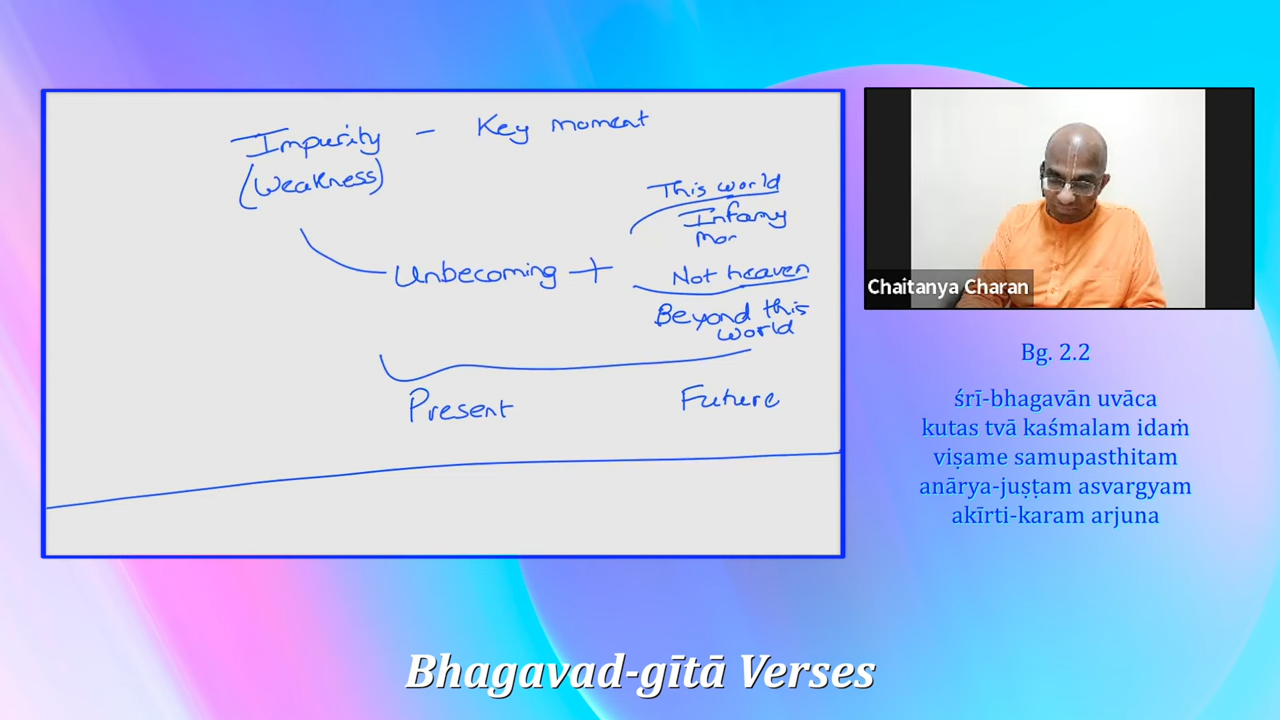 Impurity - Key moment
(Weakness)
This world
Infamy
mor
Unbecoming +
Not heaven
Beyond this
world
Present Future
Chaitanya Charan
Bg. 2.2
śrī-bhagavān uvāca
kutas tvā kaśmalam idaṁ
viṣame samupasthitam
anārya-juṣṭam asvargyam
akīrti-karam arjuna
Bhagavad-gītā Verses